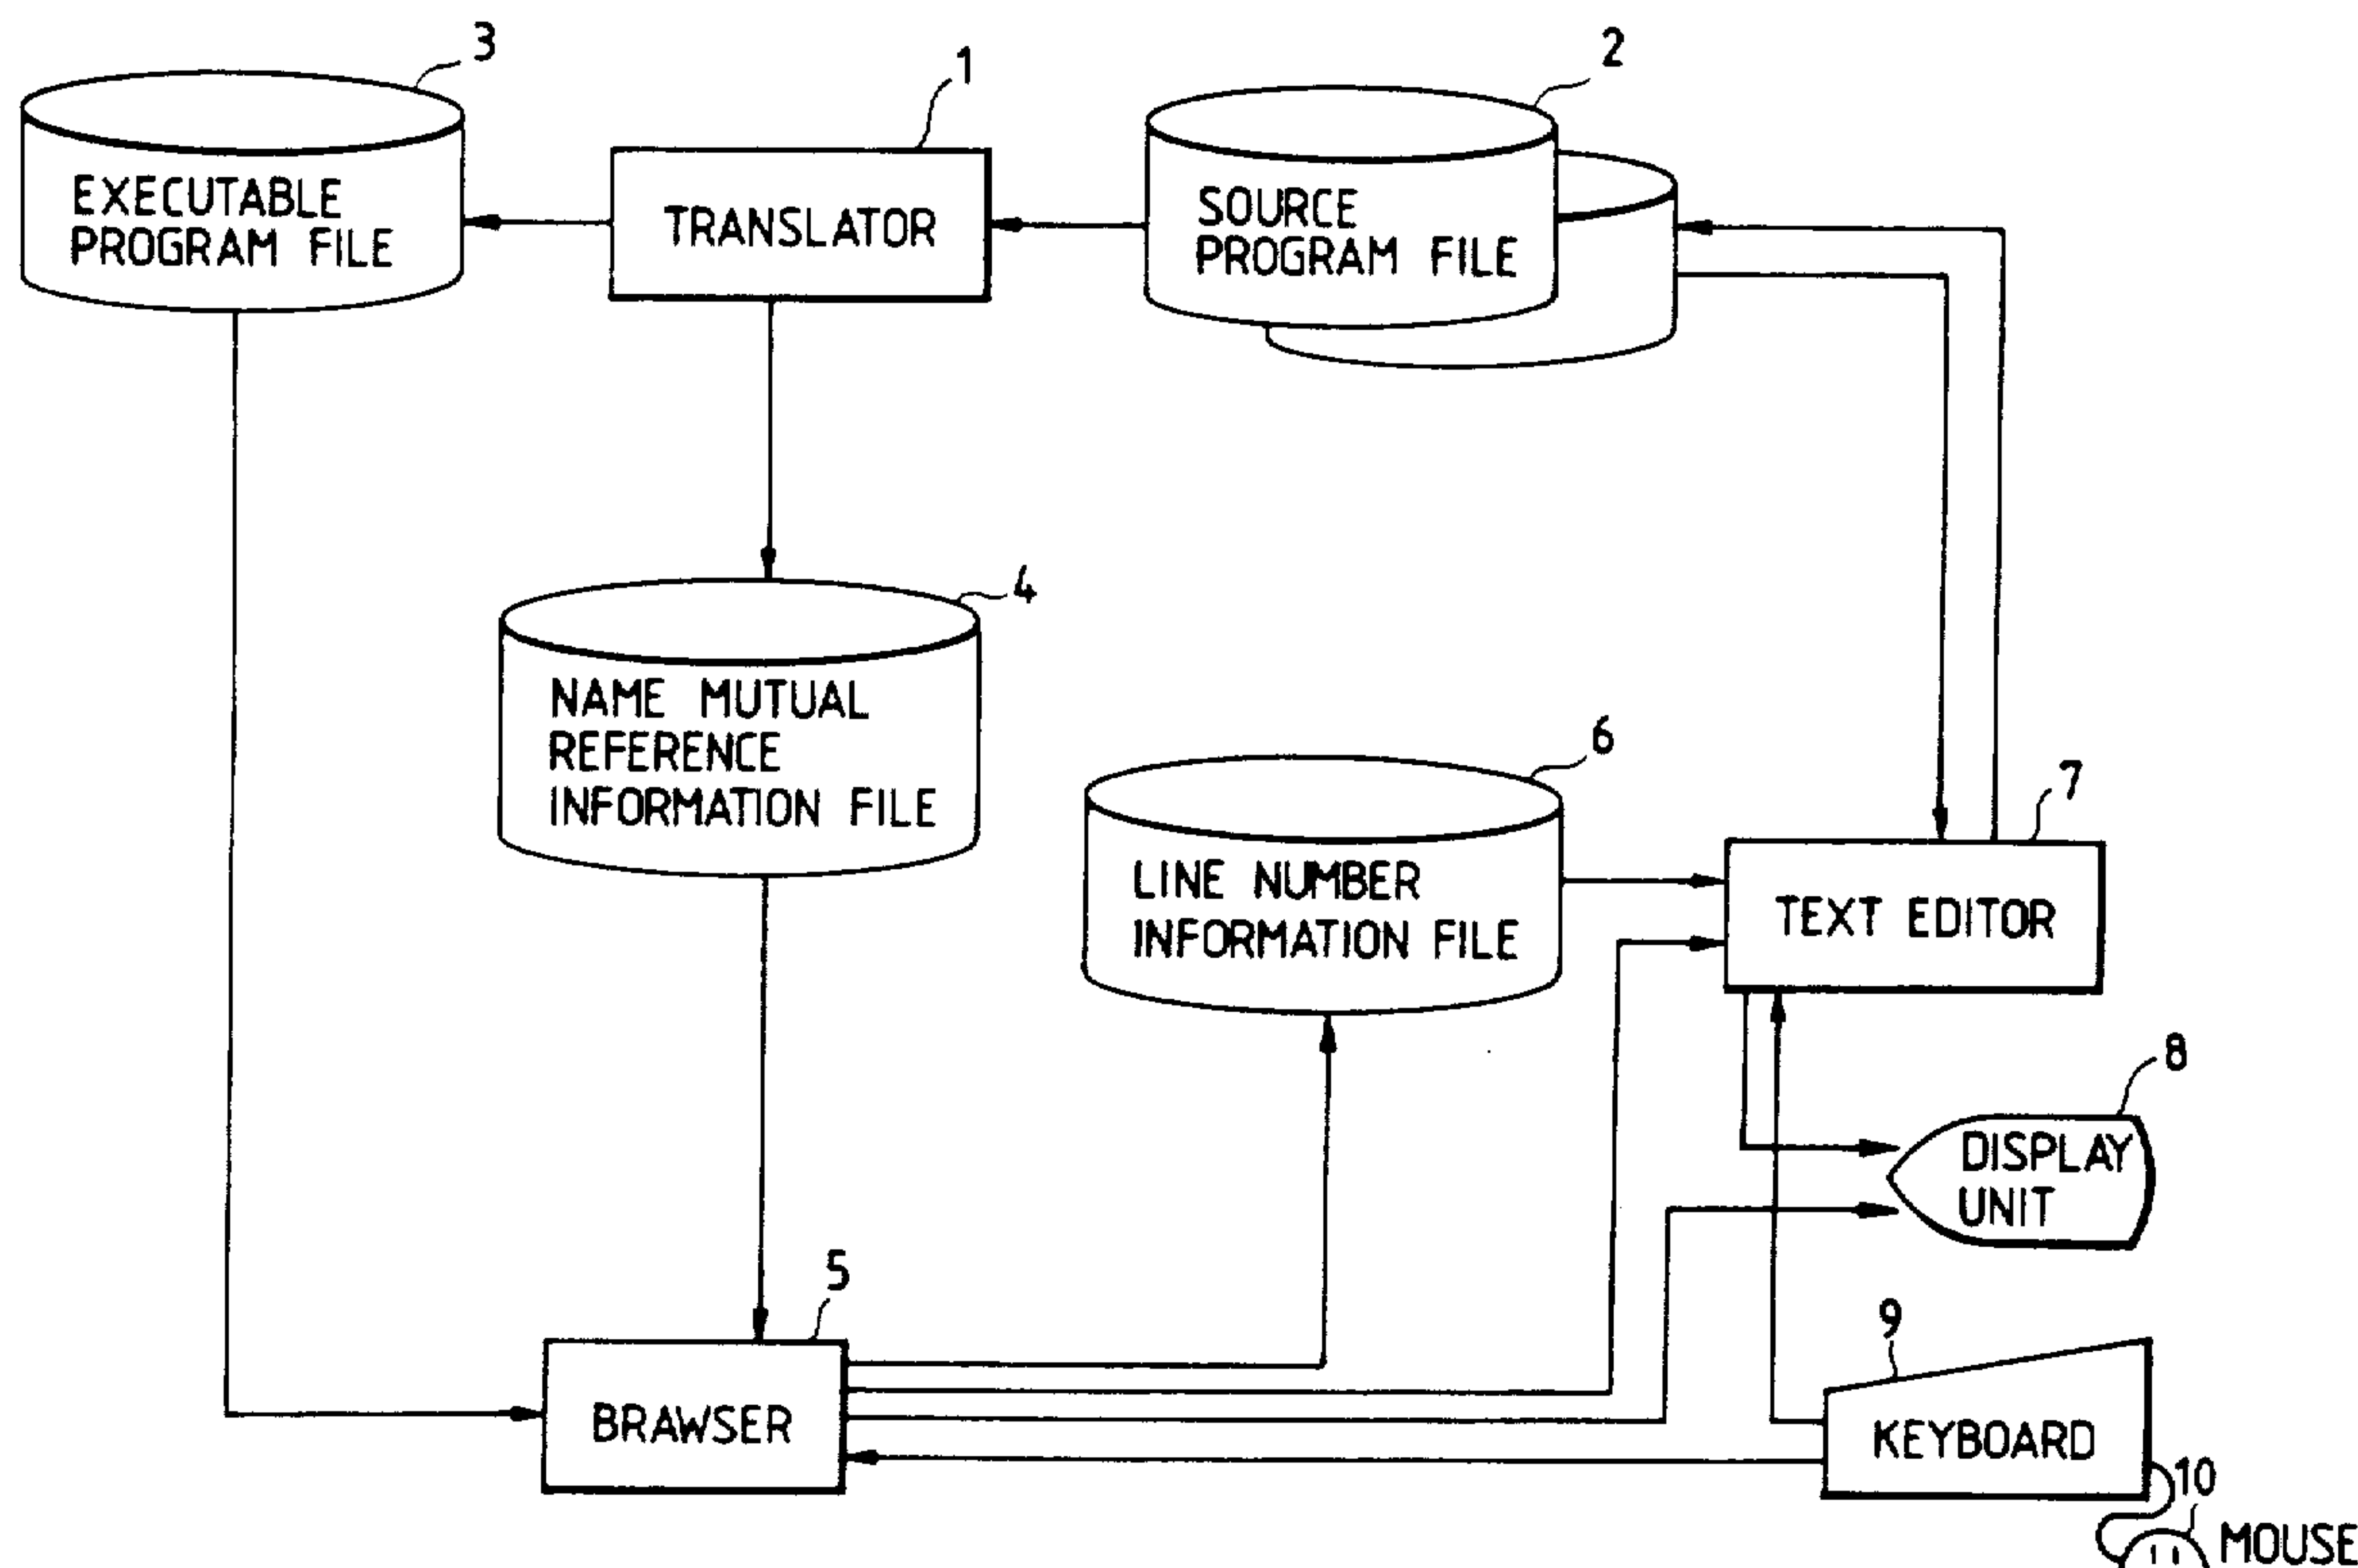 3
1
2
EXECUTABLE
PROGRAM FILE
TRANSLATOR
SOURCE
PROGRAM FILE
4
NAME MUTUAL
REFERENCE
INFORMATION FILE
6
LINE NUMBER
INFORMATION FILE
7
TEXT EDITOR
8
DISPLAY
UNIT
5
BRAWSER
9
KEYBOARD
10
MOUSE